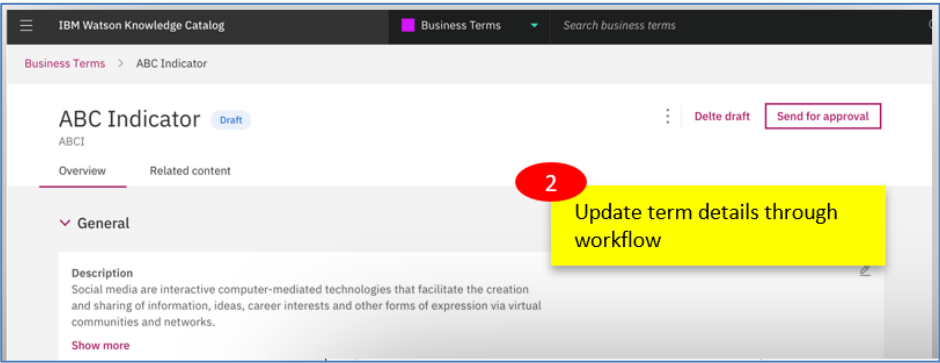 IBM Watson Knowledge Catalog
Business Terms
Search business terms
Business Terms > ABC Indicator
ABC Indicator Draft
Delte draft
Send for approval
ABCI
Overview Related content
2
Update term details through
workflow
General
Description
Social media are interactive computer-mediated technologies that facilitate the creation
and sharing of information, ideas, career interests and other forms of expression via virtual
communities and networks.
Show more